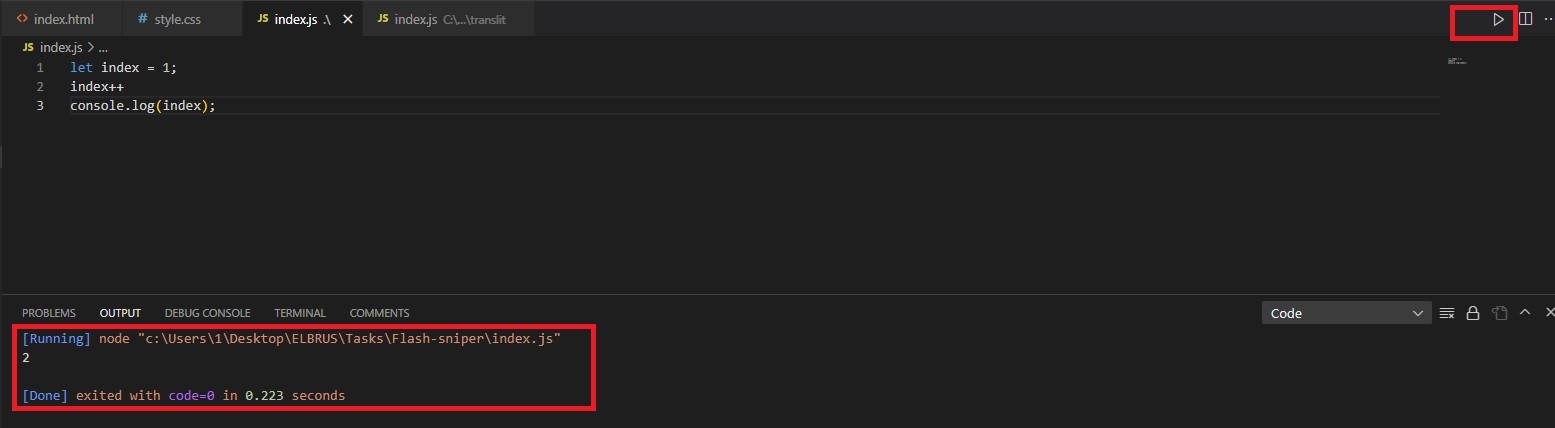 <> index.html # style.css JS index.js .\ JS index.js C:\...\translit
JS index.js > ...
1 let index = 1;
2 index++
3 console.log(index);
PROBLEMS OUTPUT DEBUG CONSOLE TERMINAL COMMENTS Code
[Running] node "c:\Users\1\Desktop\ELBRUS\Tasks\Flash-sniper\index.js"
2
[Done] exited with code=0 in 0.223 seconds